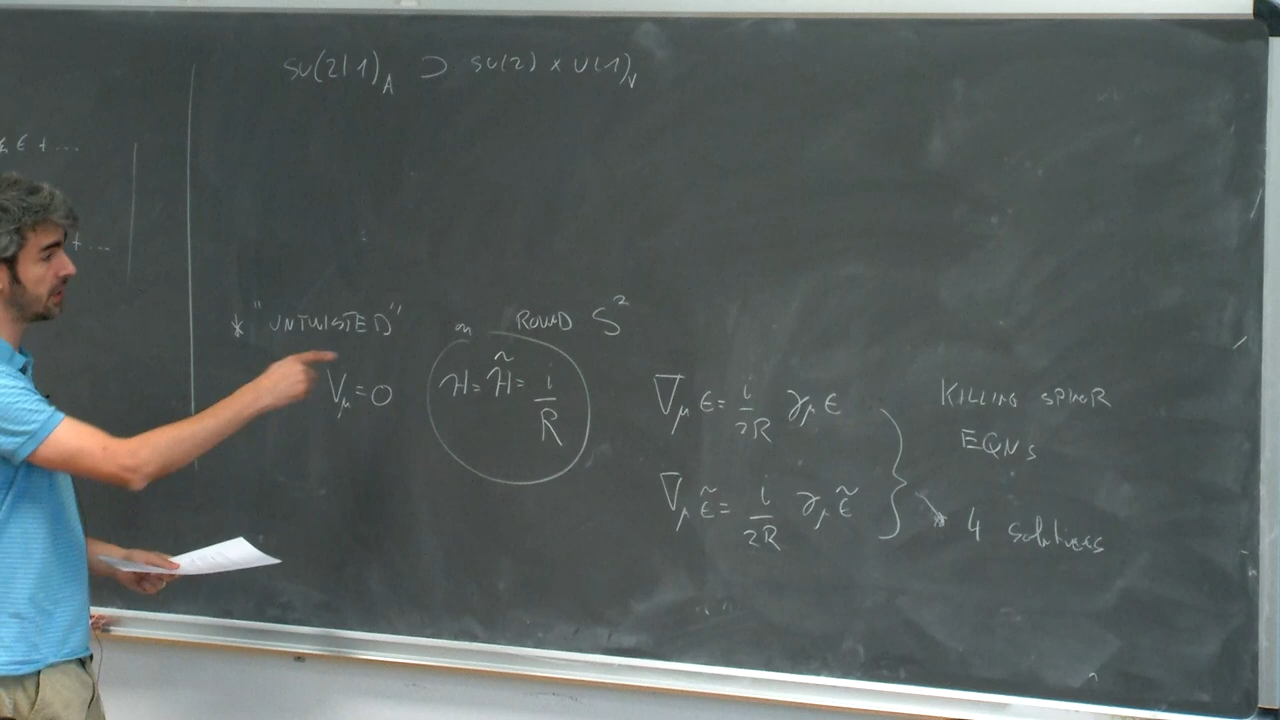 SU(2|1)_A ⊃ SU(2) x U(1)_V
ϵ + ...
+ ...
* "UNTWISTED" on ROUND S²
V_μ = 0
H = H̃ = i/R
∇_μ ϵ = i/2R γ_μ ϵ
∇_μ ϵ̃ = i/2R γ_μ ϵ̃
KILLING SPINOR
EQNS
↘ 4 solutions